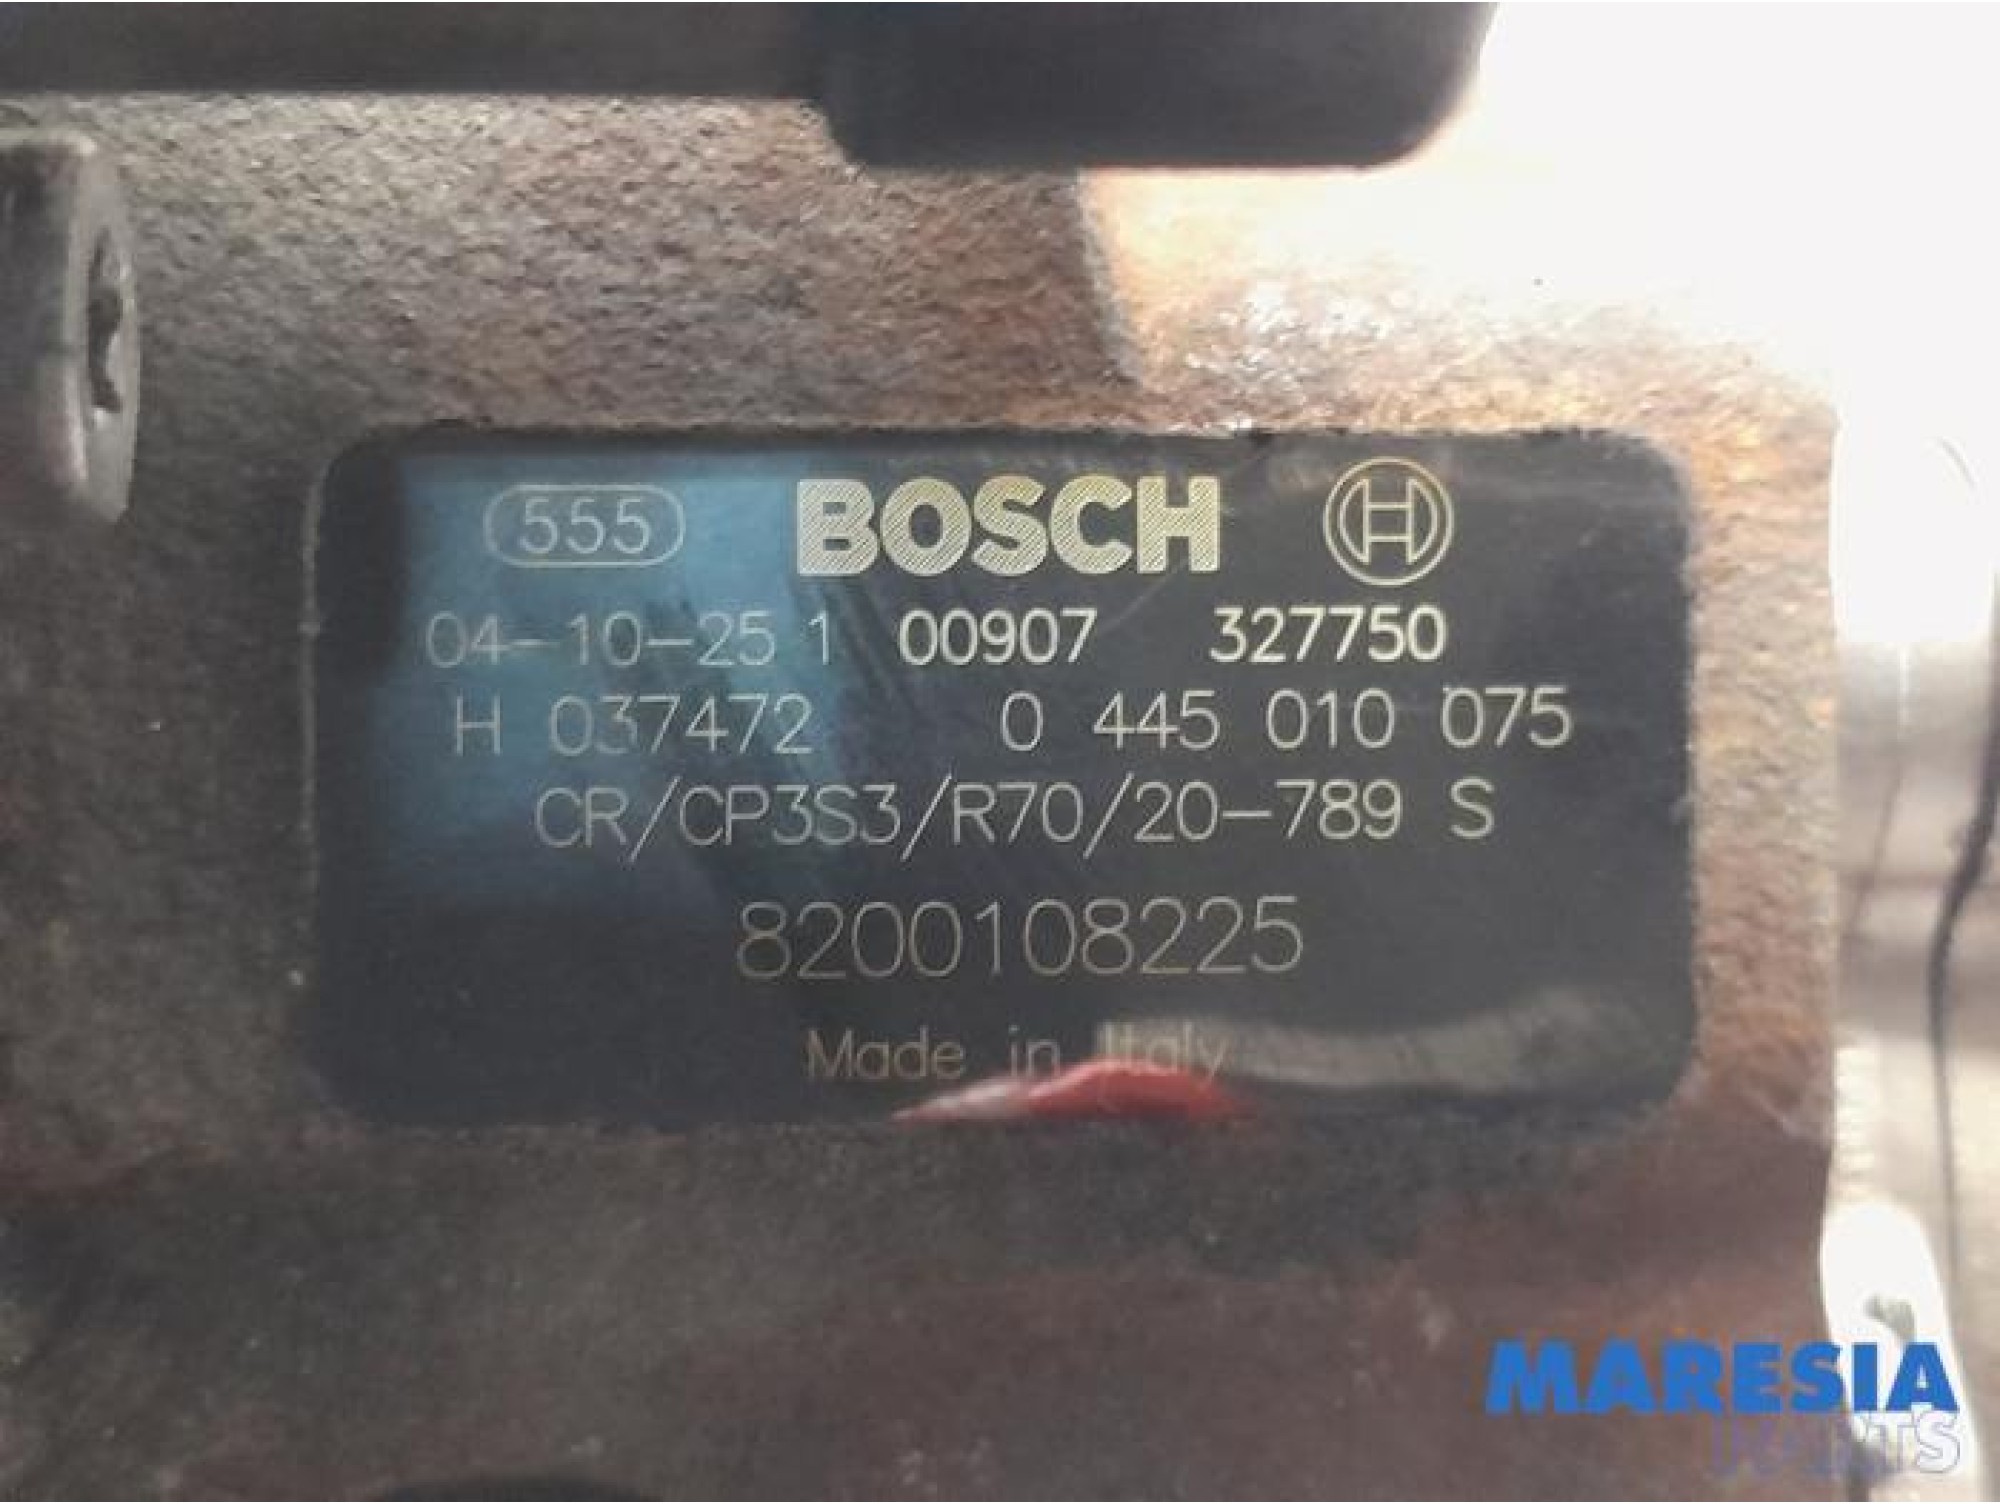 555 BOSCH
04-10-25 1 00907 327750
H 037472 0 445 010 075
CR/CP3S3/R70/20-789 S
8200108225
Made in Italy
MARESIA
PARTS